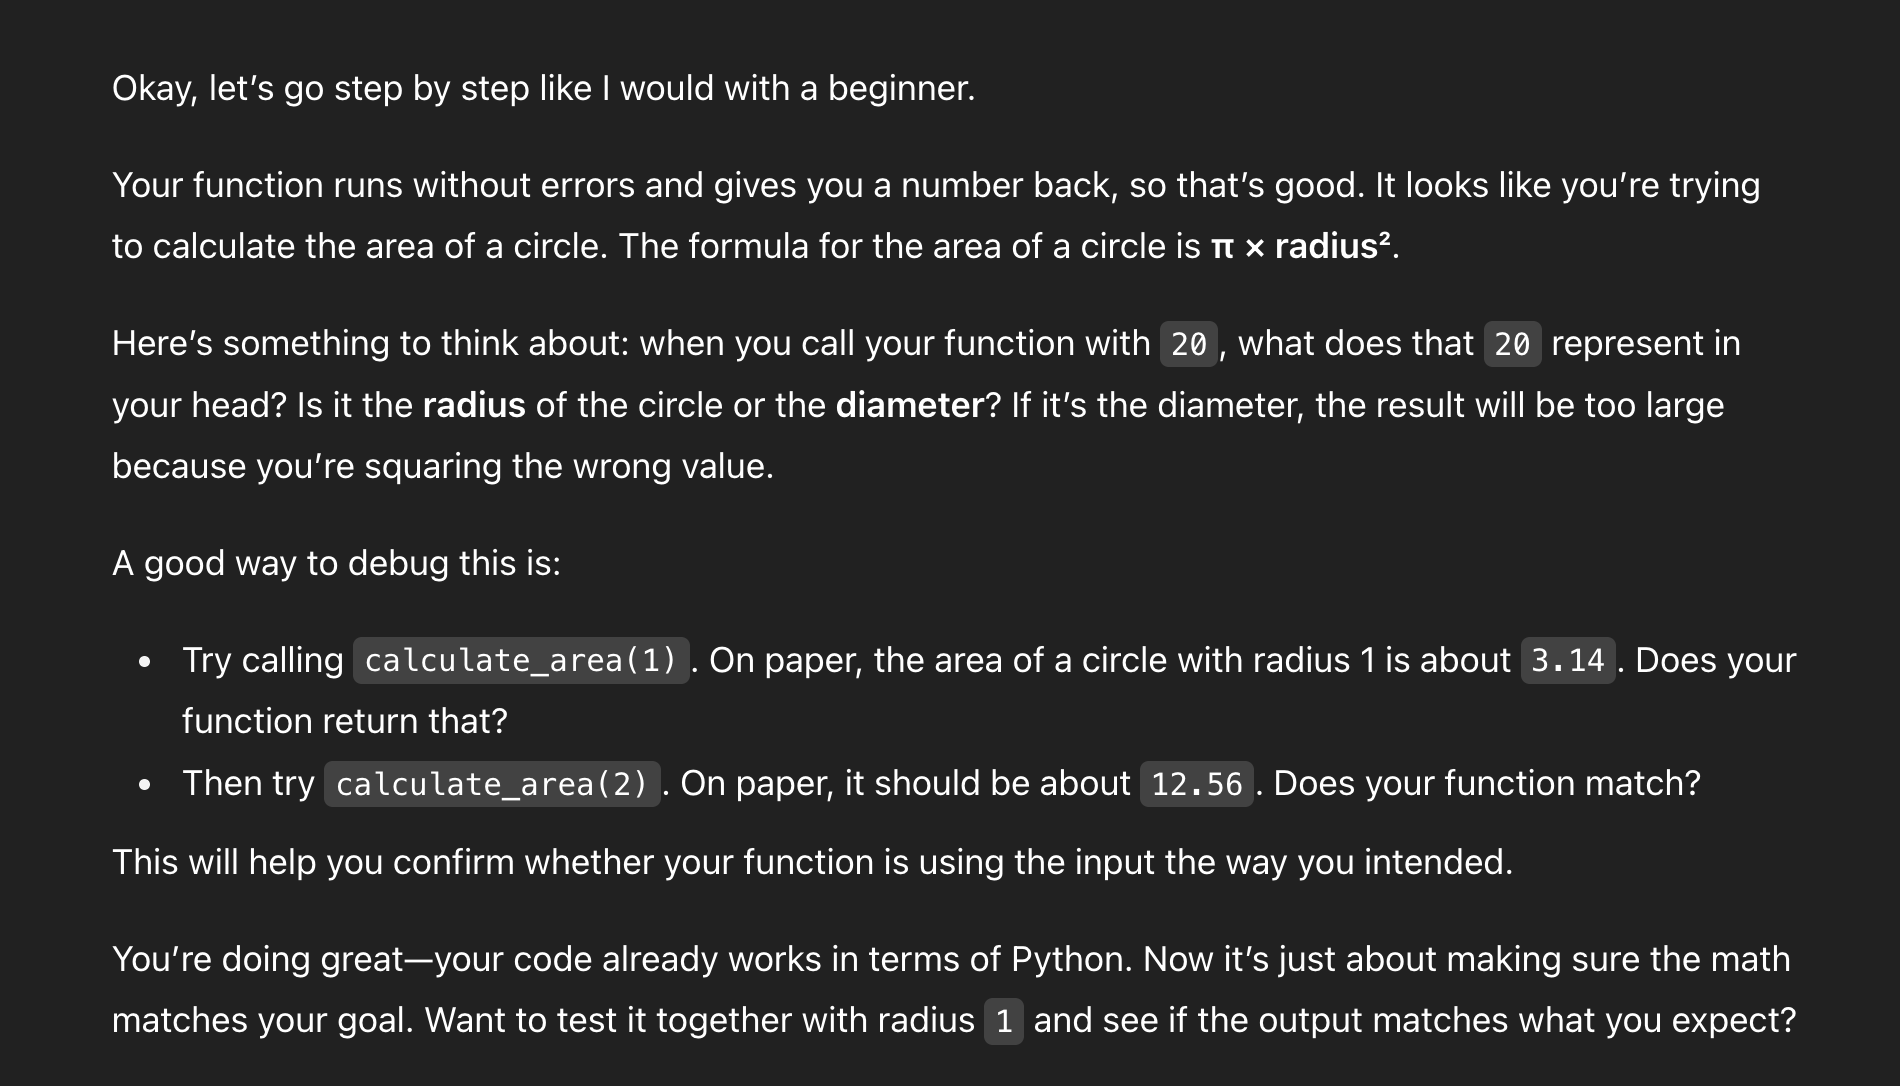 Okay, let’s go step by step like I would with a beginner.
Your function runs without errors and gives you a number back, so that’s good. It looks like you’re trying
to calculate the area of a circle. The formula for the area of a circle is π × radius².
Here’s something to think about: when you call your function with 20, what does that 20 represent in
your head? Is it the radius of the circle or the diameter? If it’s the diameter, the result will be too large
because you’re squaring the wrong value.
A good way to debug this is:
• Try calling calculate_area(1). On paper, the area of a circle with radius 1 is about 3.14. Does your
function return that?
• Then try calculate_area(2). On paper, it should be about 12.56. Does your function match?
This will help you confirm whether your function is using the input the way you intended.
You’re doing great—your code already works in terms of Python. Now it’s just about making sure the math
matches your goal. Want to test it together with radius 1 and see if the output matches what you expect?